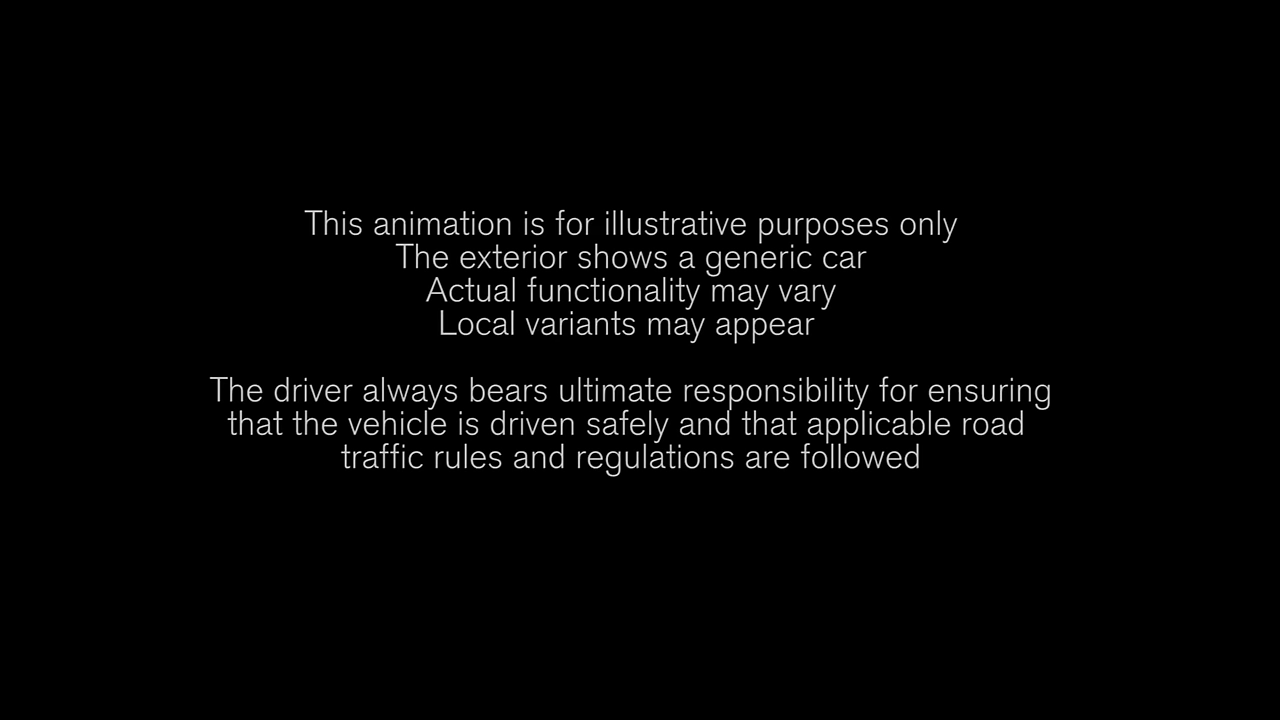 This animation is for illustrative purposes only
The exterior shows a generic car
Actual functionality may vary
Local variants may appear
The driver always bears ultimate responsibility for ensuring
that the vehicle is driven safely and that applicable road
traffic rules and regulations are followed